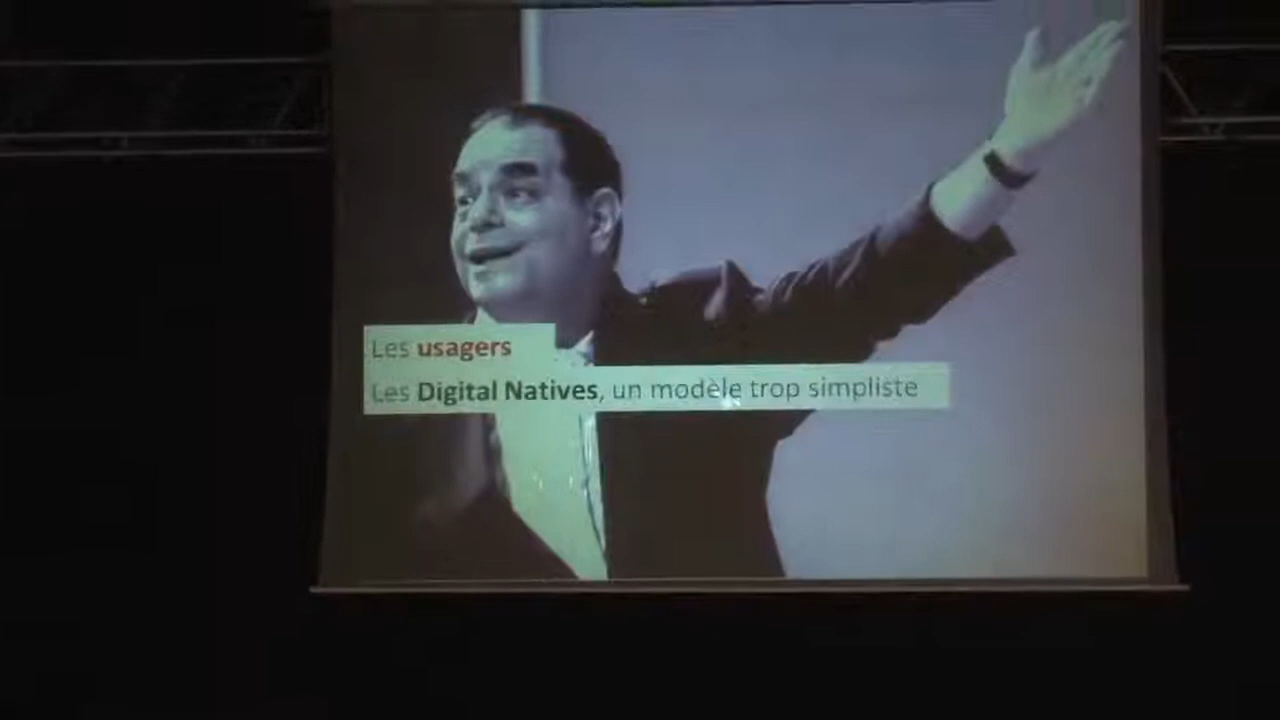 Les usagers
Les Digital Natives, un modèle trop simpliste